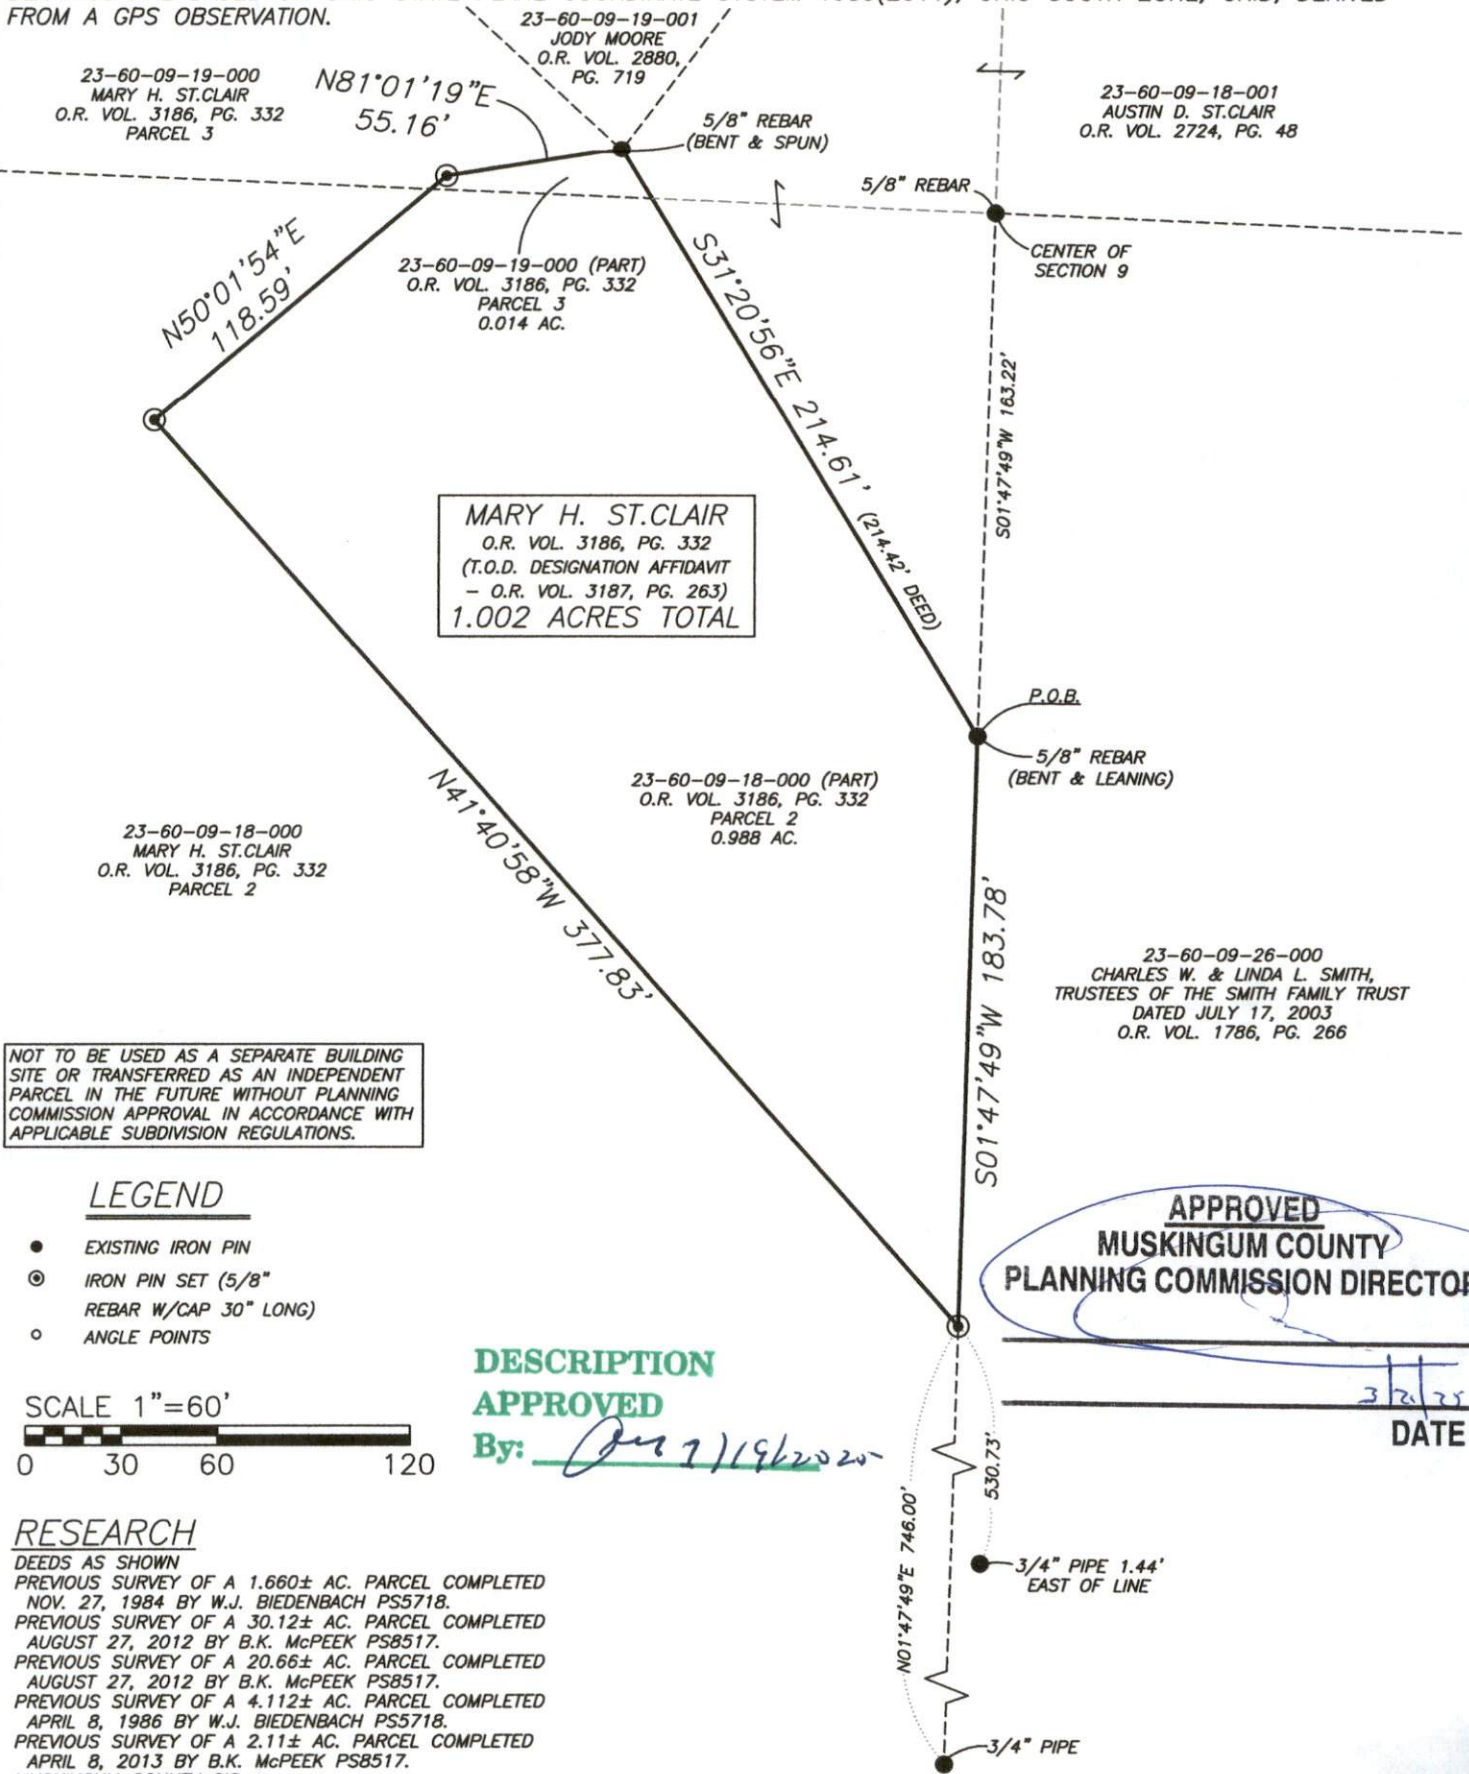 FROM A GPS OBSERVATION.
23-60-09-19-001
JODY MOORE
O.R. VOL. 2880,
PG. 719
23-60-09-19-000
MARY H. ST.CLAIR
O.R. VOL. 3186, PG. 332
PARCEL 3
N81°01'19"E
55.16'
5/8" REBAR
(BENT & SPUN)
23-60-09-18-001
AUSTIN D. ST.CLAIR
O.R. VOL. 2724, PG. 48
5/8" REBAR
CENTER OF
SECTION 9
N50°01'54"E
118.59'
23-60-09-19-000 (PART)
O.R. VOL. 3186, PG. 332
PARCEL 3
0.014 AC.
S31°20'56"E 214.61' (214.42' DEED)
S01°47'49"W 163.22'
MARY H. ST.CLAIR
O.R. VOL. 3186, PG. 332
(T.O.D. DESIGNATION AFFIDAVIT
- O.R. VOL. 3187, PG. 263)
1.002 ACRES TOTAL
P.O.B.
5/8" REBAR
(BENT & LEANING)
N41°40'58"W 377.83'
23-60-09-18-000 (PART)
O.R. VOL. 3186, PG. 332
PARCEL 2
0.988 AC.
23-60-09-18-000
MARY H. ST.CLAIR
O.R. VOL. 3186, PG. 332
PARCEL 2
S01°47'49"W 183.78'
23-60-09-26-000
CHARLES W. & LINDA L. SMITH,
TRUSTEES OF THE SMITH FAMILY TRUST
DATED JULY 17, 2003
O.R. VOL. 1786, PG. 266
NOT TO BE USED AS A SEPARATE BUILDING
SITE OR TRANSFERRED AS AN INDEPENDENT
PARCEL IN THE FUTURE WITHOUT PLANNING
COMMISSION APPROVAL IN ACCORDANCE WITH
APPLICABLE SUBDIVISION REGULATIONS.
LEGEND
EXISTING IRON PIN
IRON PIN SET (5/8"
REBAR W/CAP 30" LONG)
ANGLE POINTS
APPROVED
MUSKINGUM COUNTY
PLANNING COMMISSION DIRECTOR
DATE
SCALE 1"=60'
0 30 60 120
DESCRIPTION
APPROVED
By:
530.73'
N01°47'49"E 746.00'
3/4" PIPE 1.44'
EAST OF LINE
3/4" PIPE
RESEARCH
DEEDS AS SHOWN
PREVIOUS SURVEY OF A 1.660± AC. PARCEL COMPLETED
NOV. 27, 1984 BY W.J. BIEDENBACH PS5718.
PREVIOUS SURVEY OF A 30.12± AC. PARCEL COMPLETED
AUGUST 27, 2012 BY B.K. McPEEK PS8517.
PREVIOUS SURVEY OF A 20.66± AC. PARCEL COMPLETED
AUGUST 27, 2012 BY B.K. McPEEK PS8517.
PREVIOUS SURVEY OF A 4.112± AC. PARCEL COMPLETED
APRIL 8, 1986 BY W.J. BIEDENBACH PS5718.
PREVIOUS SURVEY OF A 2.11± AC. PARCEL COMPLETED
APRIL 8, 2013 BY B.K. McPEEK PS8517.